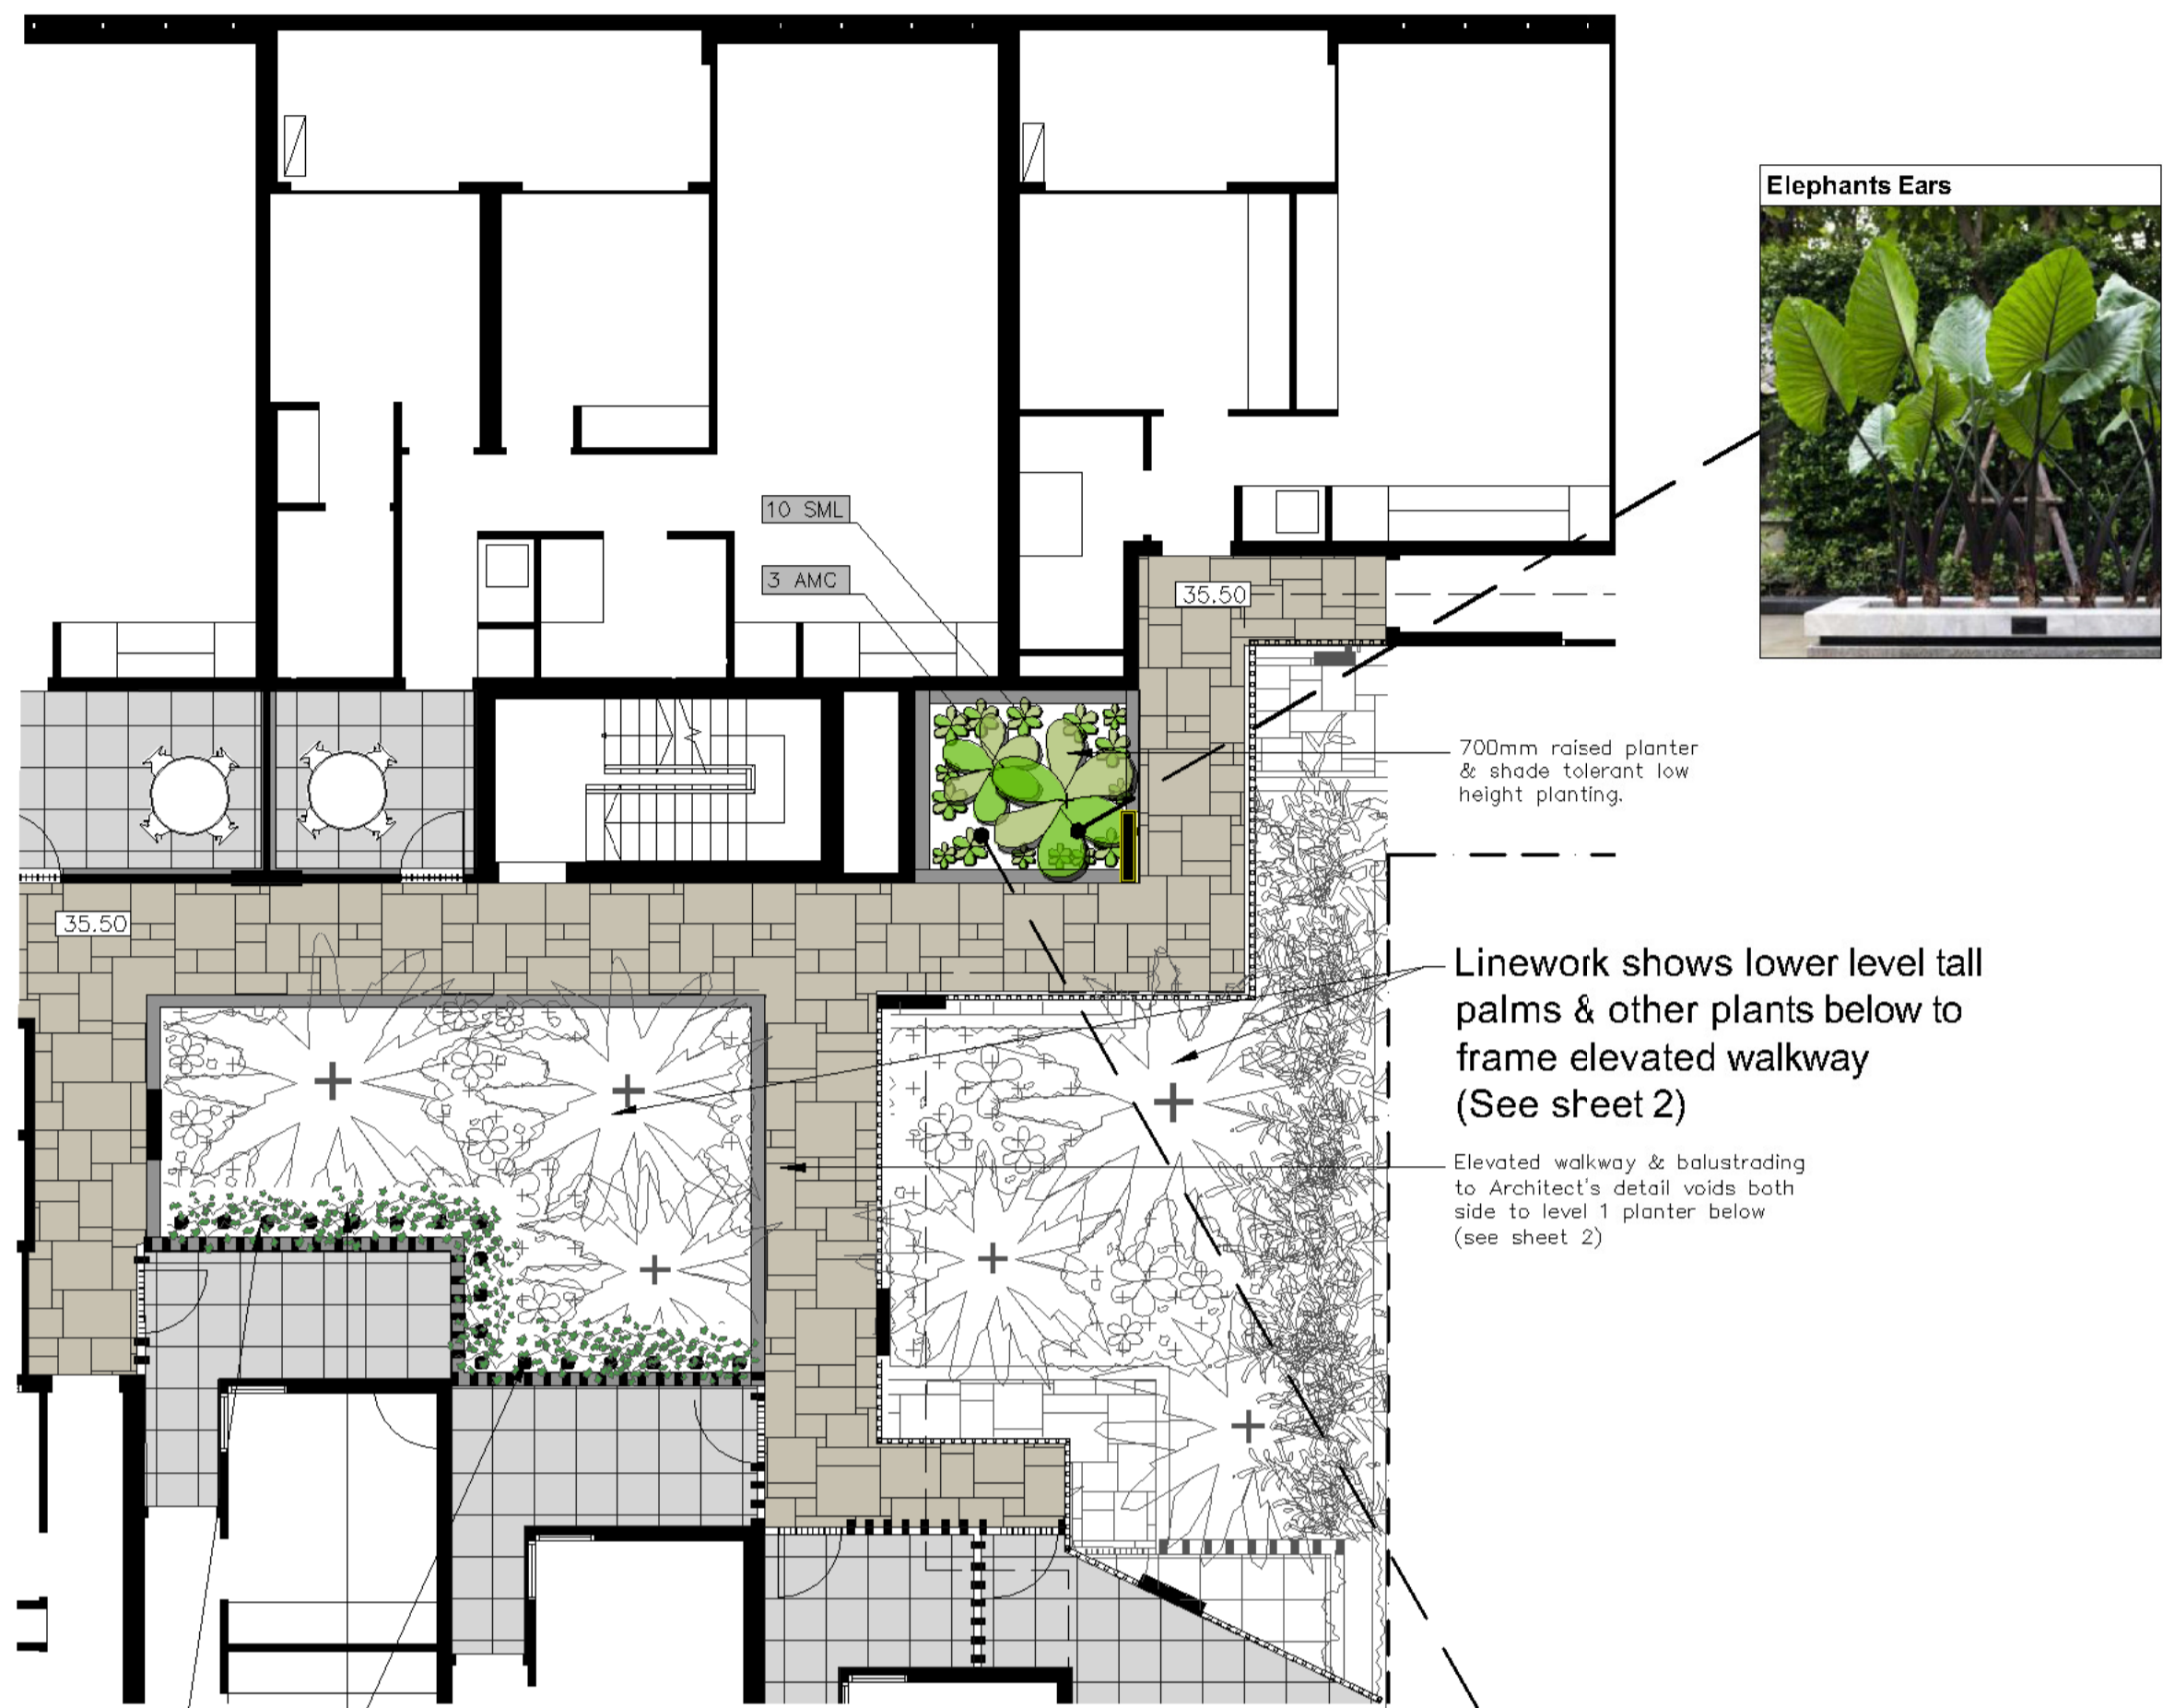 Elephants Ears
10 SML
3 AMC
35.50
700mm raised planter
& shade tolerant low
height planting.
35.50
Linework shows lower level tall
palms & other plants below to
frame elevated walkway
(See sheet 2)
Elevated walkway & balustrading
to Architect's detail voids both
side to level 1 planter below
(see sheet 2)